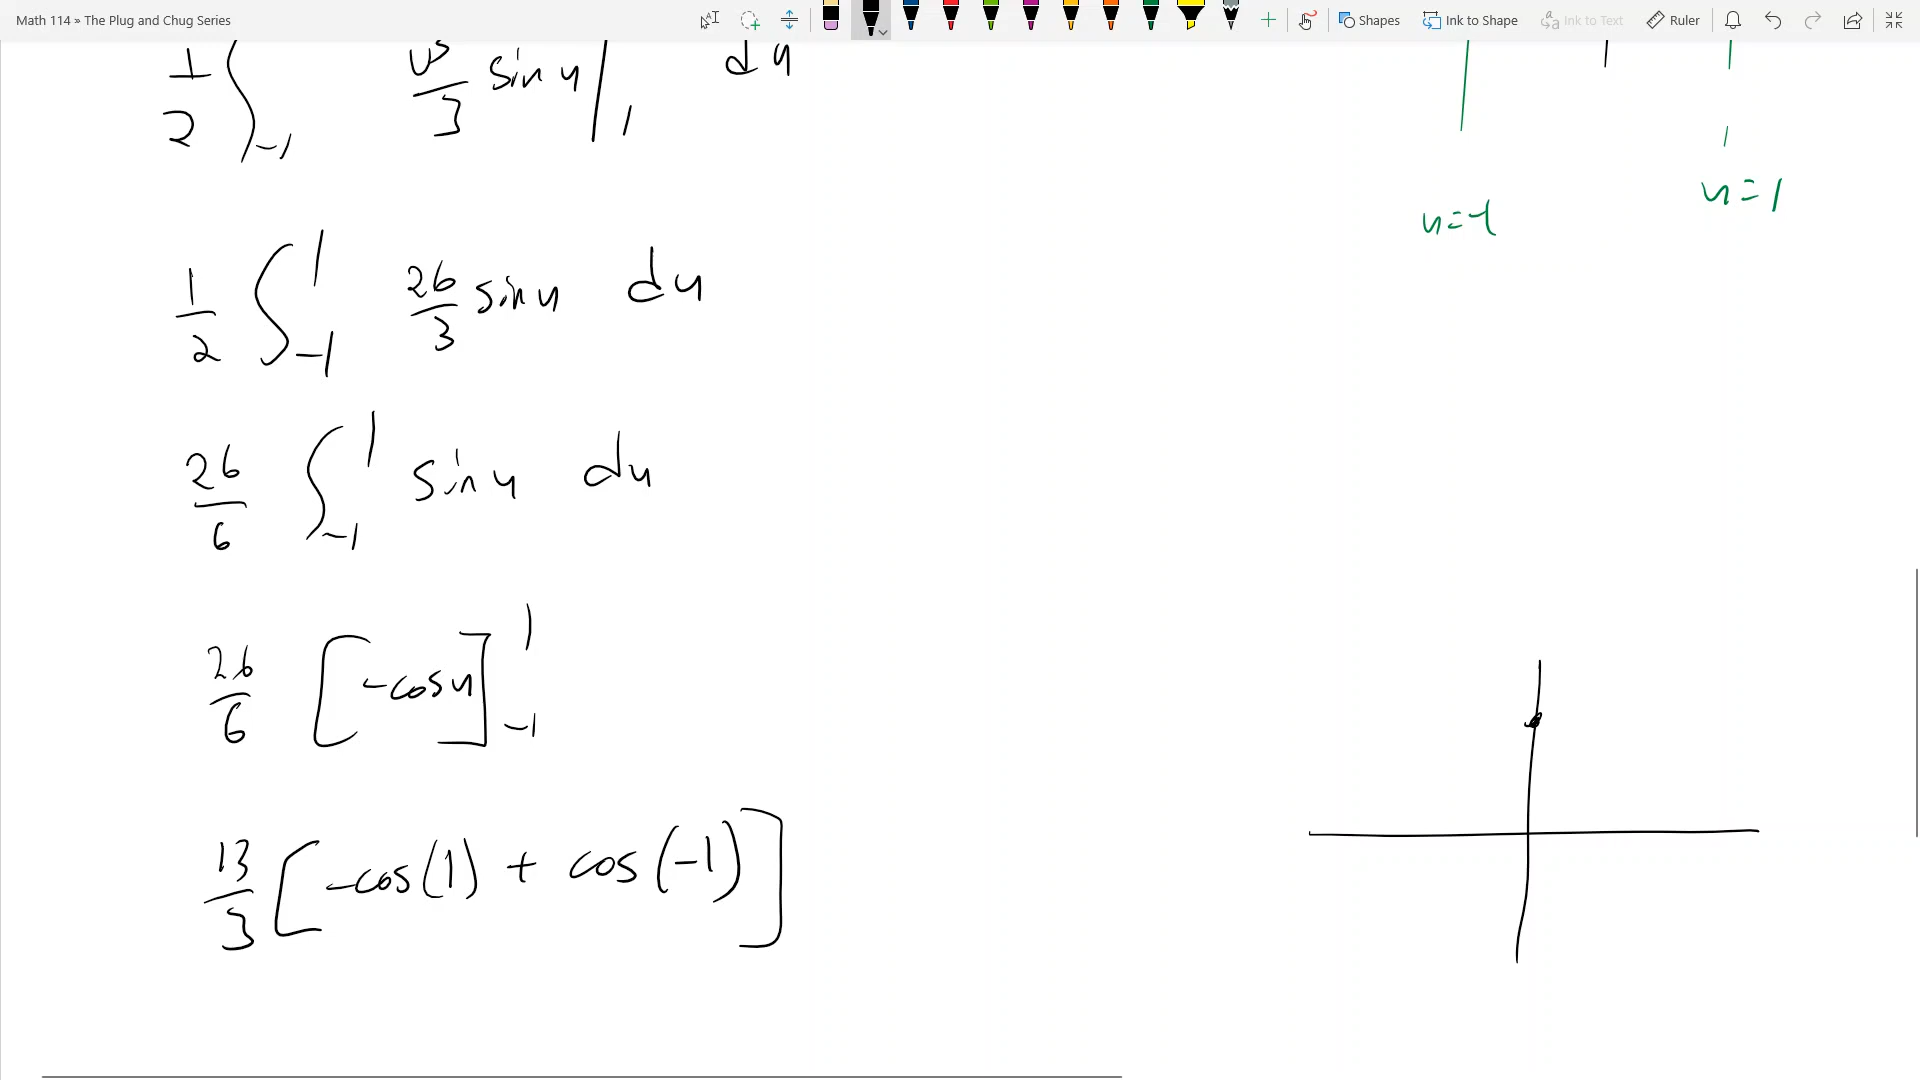 Math 114 » The Plug and Chug Series
Shapes Ink to Shape Ink to Text Ruler
1/2 ∫_{-1} u³/3 sin u |_1 du
u=-1
u=1
1/2 ∫_{-1}^{1} 26/3 sin u du
26/6 ∫_{-1}^{1} sin u du
26/6 [-cos u]_{-1}^{1}
13/3 [-cos(1) + cos(-1)]